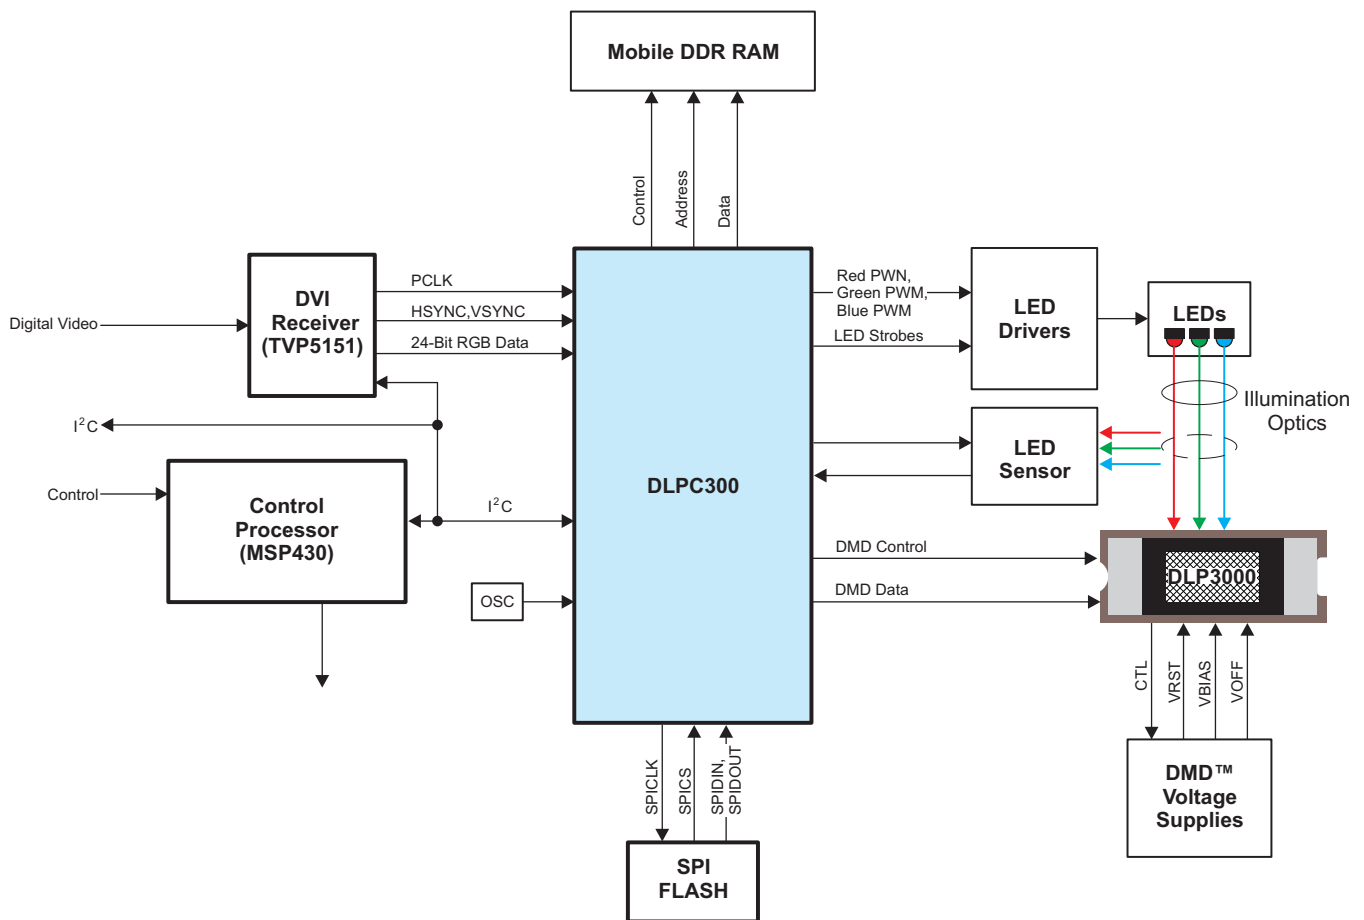 Mobile DDR RAM
Control
Address
Data
DVI
Receiver
(TVP5151)
Digital Video
PCLK
HSYNC,VSYNC
24-Bit RGB Data
I²C
Control
Control
Processor
(MSP430)
I²C
OSC
DLPC300
Red PWN,
Green PWM,
Blue PWM
LED Strobes
LED
Drivers
LEDs
Illumination
Optics
LED
Sensor
DMD Control
DMD Data
DLP3000
CTL
VRST
VBIAS
VOFF
DMD™
Voltage
Supplies
SPICLK
SPICS
SPIDIN,
SPIDOUT
SPI
FLASH